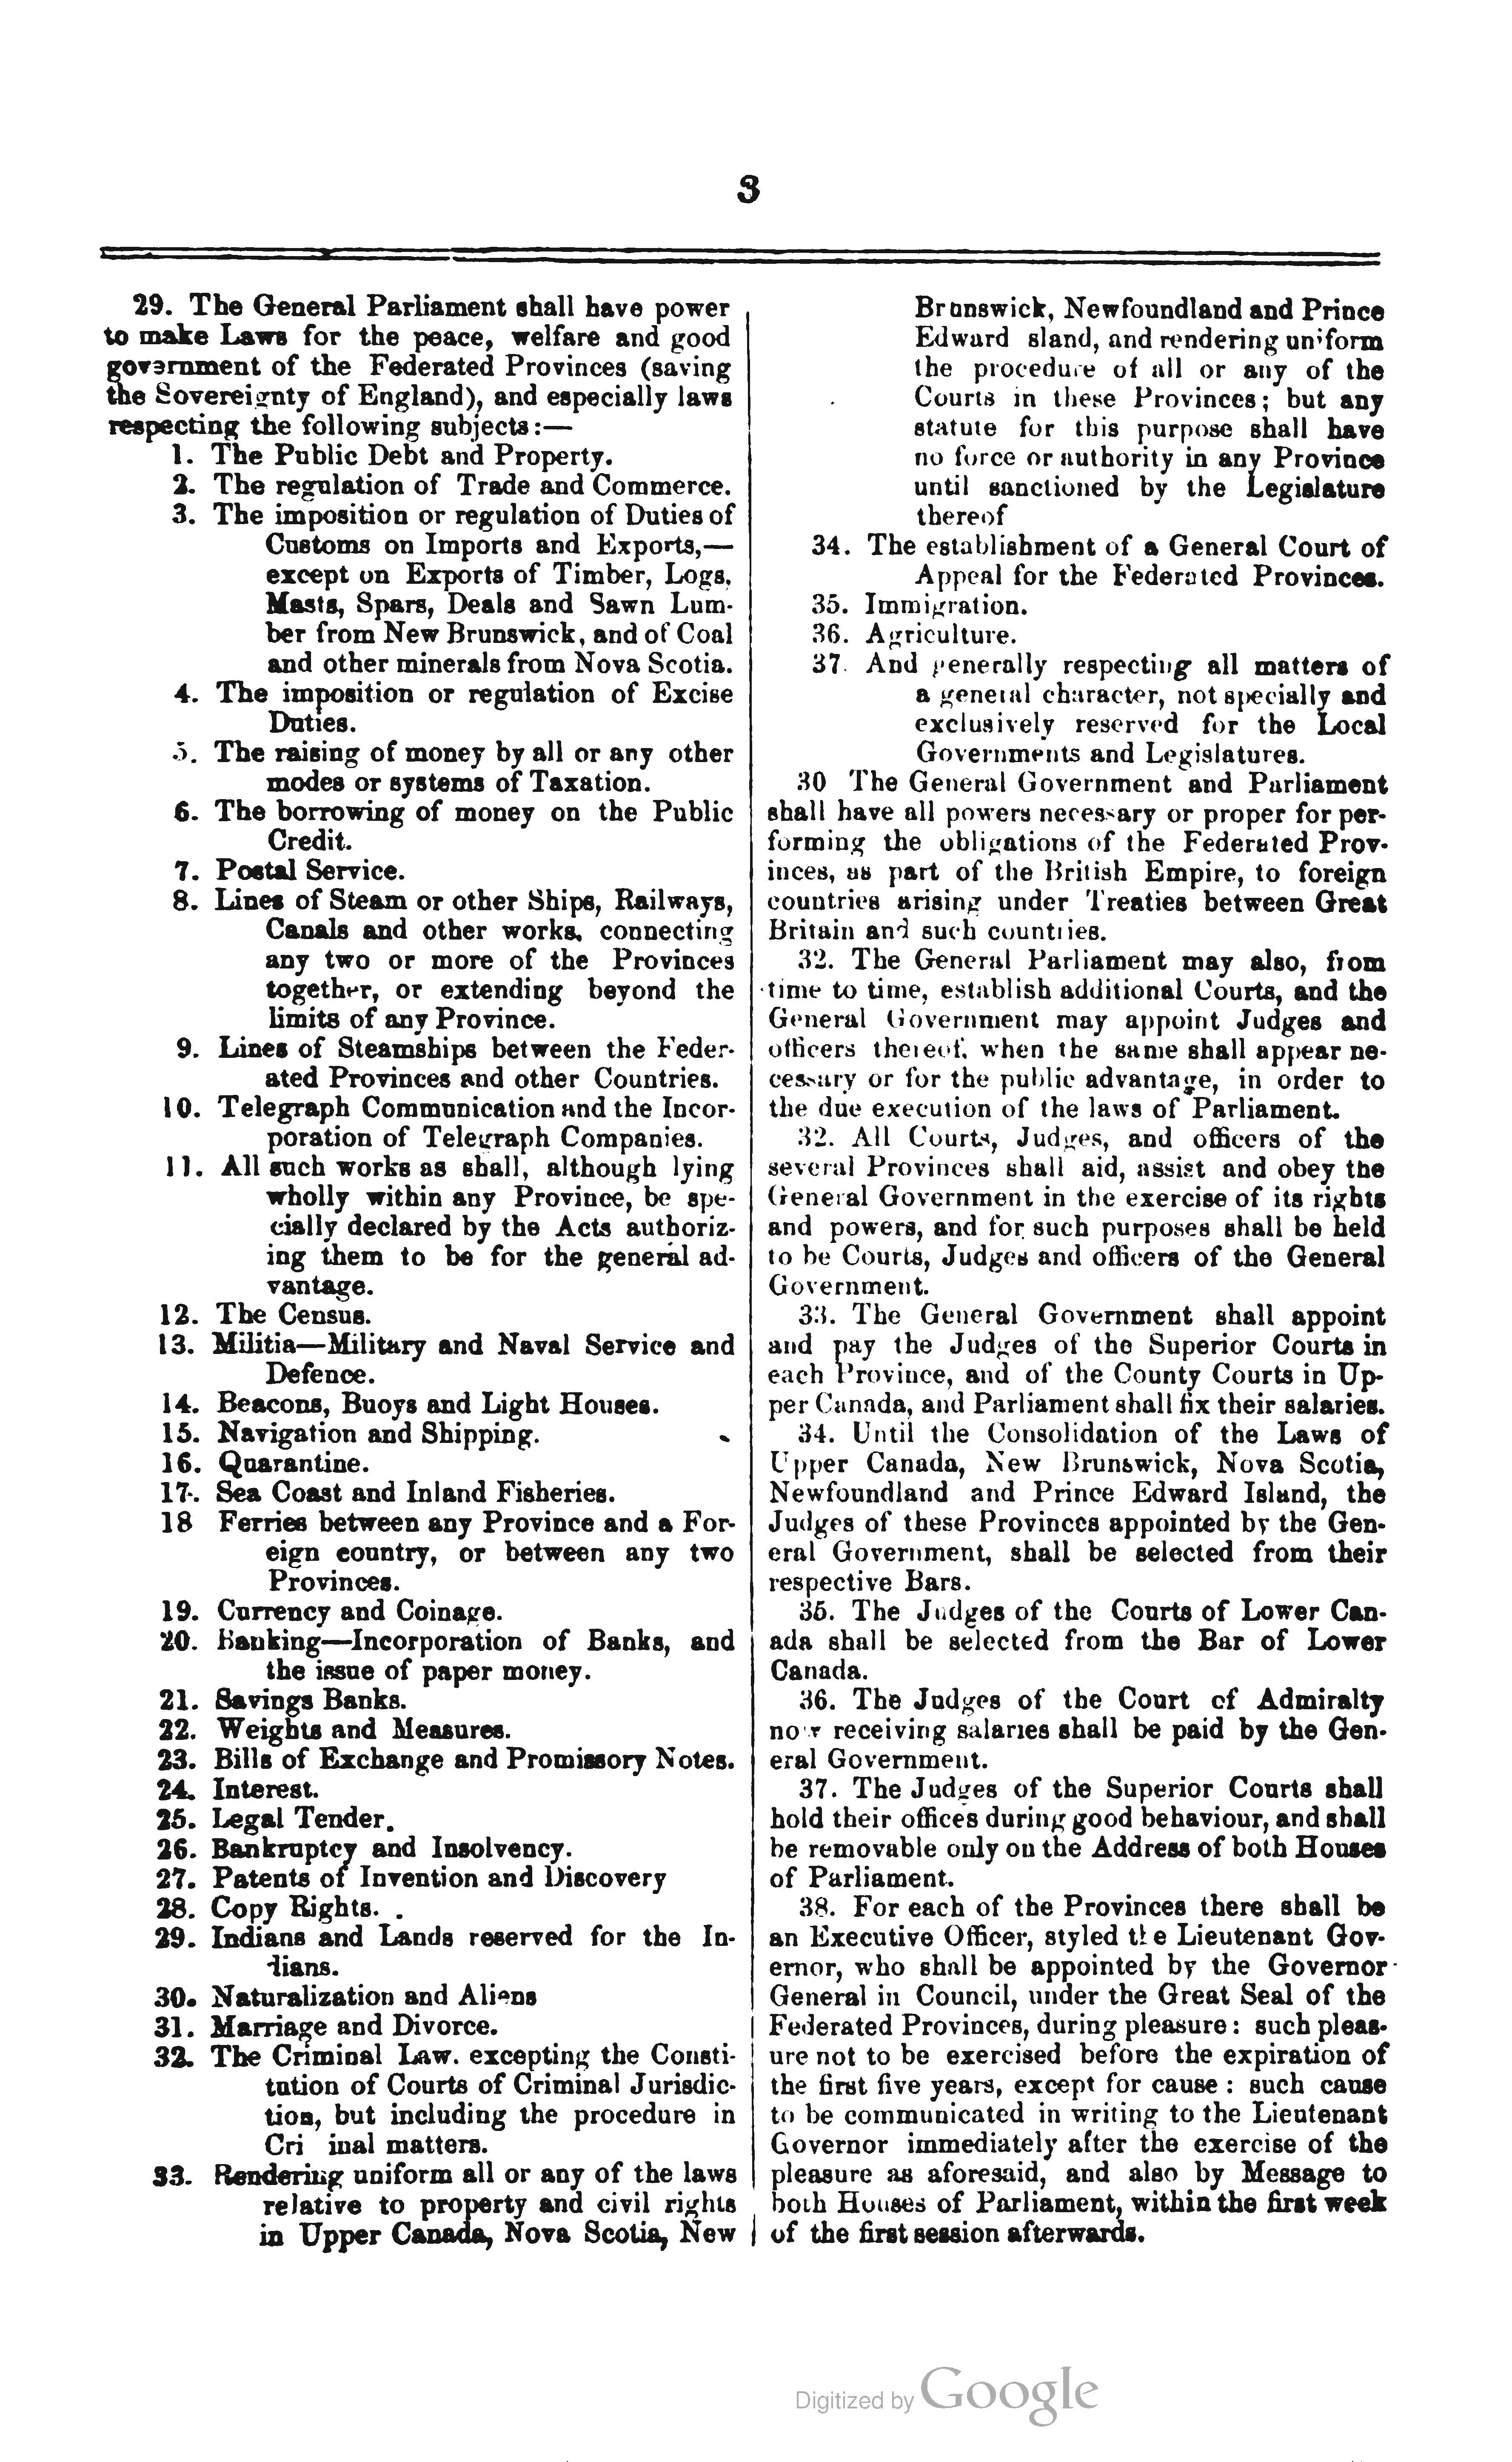 3
29. The General Parliament shall have power
to make Laws for the peace, welfare and good
government of the Federated Provinces (saving
the Sovereignty of England), and especially laws
respecting the following subjects:—
1. The Public Debt and Property.
2. The regulation of Trade and Commerce.
3. The imposition or regulation of Duties of
Customs on Imports and Exports,—
except on Exports of Timber, Logs,
Masts, Spars, Deals and Sawn Lum-
ber from New Brunswick, and of Coal
and other minerals from Nova Scotia.
4. The imposition or regulation of Excise
Duties.
5. The raising of money by all or any other
modes or systems of Taxation.
6. The borrowing of money on the Public
Credit.
7. Postal Service.
8. Lines of Steam or other Ships, Railways,
Canals and other works, connecting
any two or more of the Provinces
together, or extending beyond the
limits of any Province.
9. Lines of Steamships between the Feder-
ated Provinces and other Countries.
10. Telegraph Communication and the Incor-
poration of Telegraph Companies.
11. All such works as shall, although lying
wholly within any Province, be spe-
cially declared by the Acts authoriz-
ing them to be for the general ad-
vantage.
12. The Census.
13. Militia—Military and Naval Service and
Defence.
14. Beacons, Buoys and Light Houses.
15. Navigation and Shipping.
16. Quarantine.
17. Sea Coast and Inland Fisheries.
18 Ferries between any Province and a For-
eign country, or between any two
Provinces.
19. Currency and Coinage.
20. Banking—Incorporation of Banks, and
the issue of paper money.
21. Savings Banks.
22. Weights and Measures.
23. Bills of Exchange and Promissory Notes.
24. Interest.
25. Legal Tender.
26. Bankruptcy and Insolvency.
27. Patents of Invention and Discovery
28. Copy Rights.
29. Indians and Lands reserved for the In-
dians.
30. Naturalization and Aliens
31. Marriage and Divorce.
32. The Criminal Law. excepting the Consti-
tution of Courts of Criminal Jurisdic-
tion, but including the procedure in
Cri inal matters.
33. Rendering uniform all or any of the laws
relative to property and civil rights
in Upper Canada, Nova Scotia, New
Brunswick, Newfoundland and Prince
Edward sland, and rendering uniform
the procedure of all or any of the
Courts in these Provinces; but any
statute for this purpose shall have
no force or authority in any Province
until sanctioned by the Legislature
thereof
34. The establishment of a General Court of
Appeal for the Federated Provinces.
35. Immigration.
36. Agriculture.
37. And generally respecting all matters of
a general character, not specially and
exclusively reserved for the Local
Governments and Legislatures.
30 The General Government and Parliament
shall have all powers necessary or proper for per-
forming the obligations of the Federated Prov-
inces, as part of the British Empire, to foreign
countries arising under Treaties between Great
Britain and such countries.
32. The General Parliament may also, from
time to time, establish additional Courts, and the
General Government may appoint Judges and
officers thereof, when the same shall appear ne-
cessary or for the public advantage, in order to
the due execution of the laws of Parliament.
32. All Courts, Judges, and officers of the
several Provinces shall aid, assist and obey the
General Government in the exercise of its rights
and powers, and for such purposes shall be held
to be Courts, Judges and officers of the General
Government.
33. The General Government shall appoint
and pay the Judges of the Superior Courts in
each Province, and of the County Courts in Up-
per Canada, and Parliament shall fix their salaries.
34. Until the Consolidation of the Laws of
Upper Canada, New Brunswick, Nova Scotia,
Newfoundland and Prince Edward Island, the
Judges of these Provinces appointed by the Gen-
eral Government, shall be selected from their
respective Bars.
35. The Judges of the Courts of Lower Can-
ada shall be selected from the Bar of Lower
Canada.
36. The Judges of the Court of Admiralty
now receiving salaries shall be paid by the Gen-
eral Government.
37. The Judges of the Superior Courts shall
hold their offices during good behaviour, and shall
be removable only on the Address of both Houses
of Parliament.
38. For each of the Provinces there shall be
an Executive Officer, styled the Lieutenant Gov-
ernor, who shall be appointed by the Governor-
General in Council, under the Great Seal of the
Federated Provinces, during pleasure: such pleas-
ure not to be exercised before the expiration of
the first five years, except for cause: such cause
to be communicated in writing to the Lieutenant
Governor immediately after the exercise of the
pleasure as aforesaid, and also by Message to
both Houses of Parliament, within the first week
of the first session afterwards.
Digitized by Google